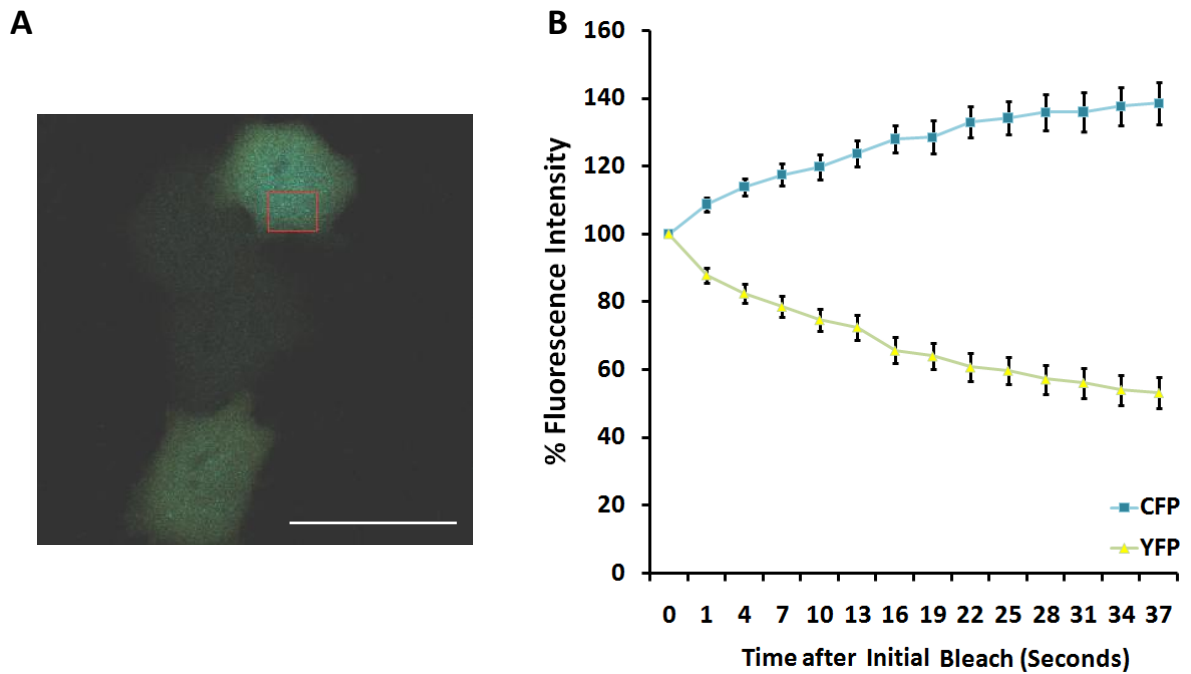 A
B
160
140
120
100
80
60
40
20
0
% Fluorescence Intensity
CFP
YFP
0 1 4 7 10 13 16 19 22 25 28 31 34 37
Time after Initial Bleach (Seconds)